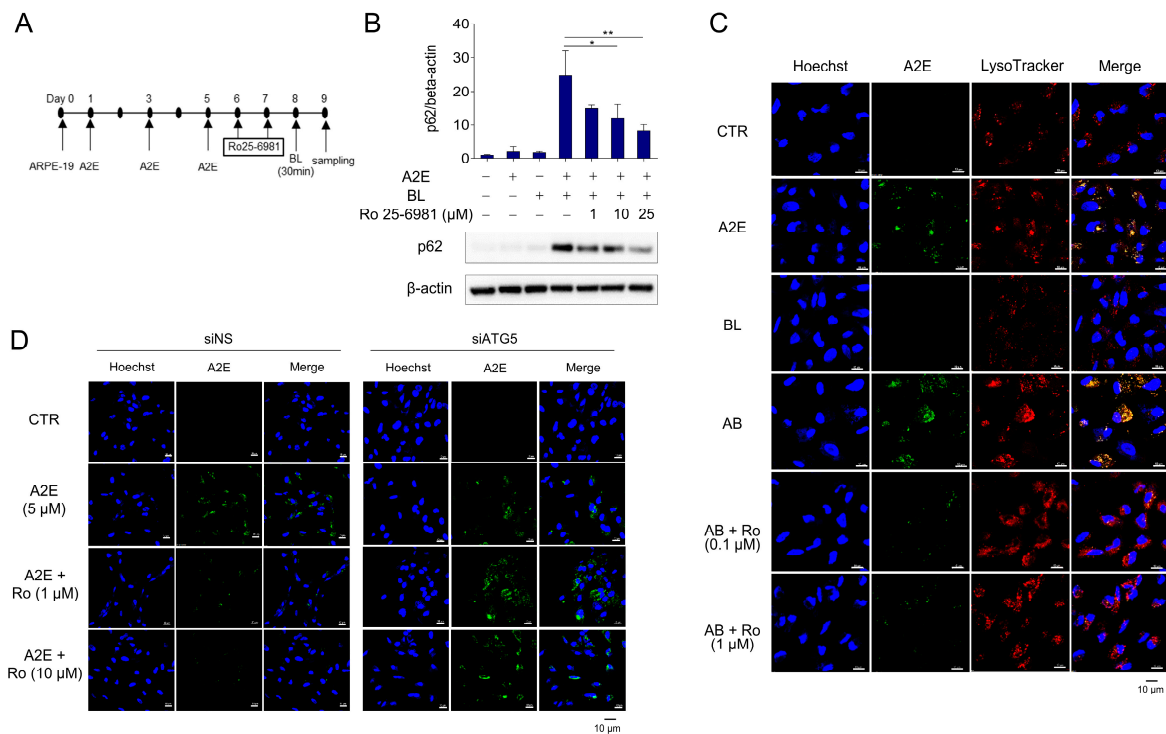 A
Day 0 1 3 5 6 7 8 9
Ro25-6981
ARPE-19 A2E A2E A2E BL sampling
(30min)
B
p62/beta-actin
40
30
20
10
0
*
**
A2E – + – + + + +
BL – – + + + + +
Ro 25-6981 (µM) – – – – 1 10 25
p62
β-actin
C
Hoechst A2E LysoTracker Merge
CTR
A2E
BL
AB
AB + Ro
(0.1 µM)
AB + Ro
(1 µM)
10 µm
D
siNS siATG5
Hoechst A2E Merge Hoechst A2E Merge
CTR
A2E
(5 µM)
A2E +
Ro (1 µM)
A2E +
Ro (10 µM)
10 µm